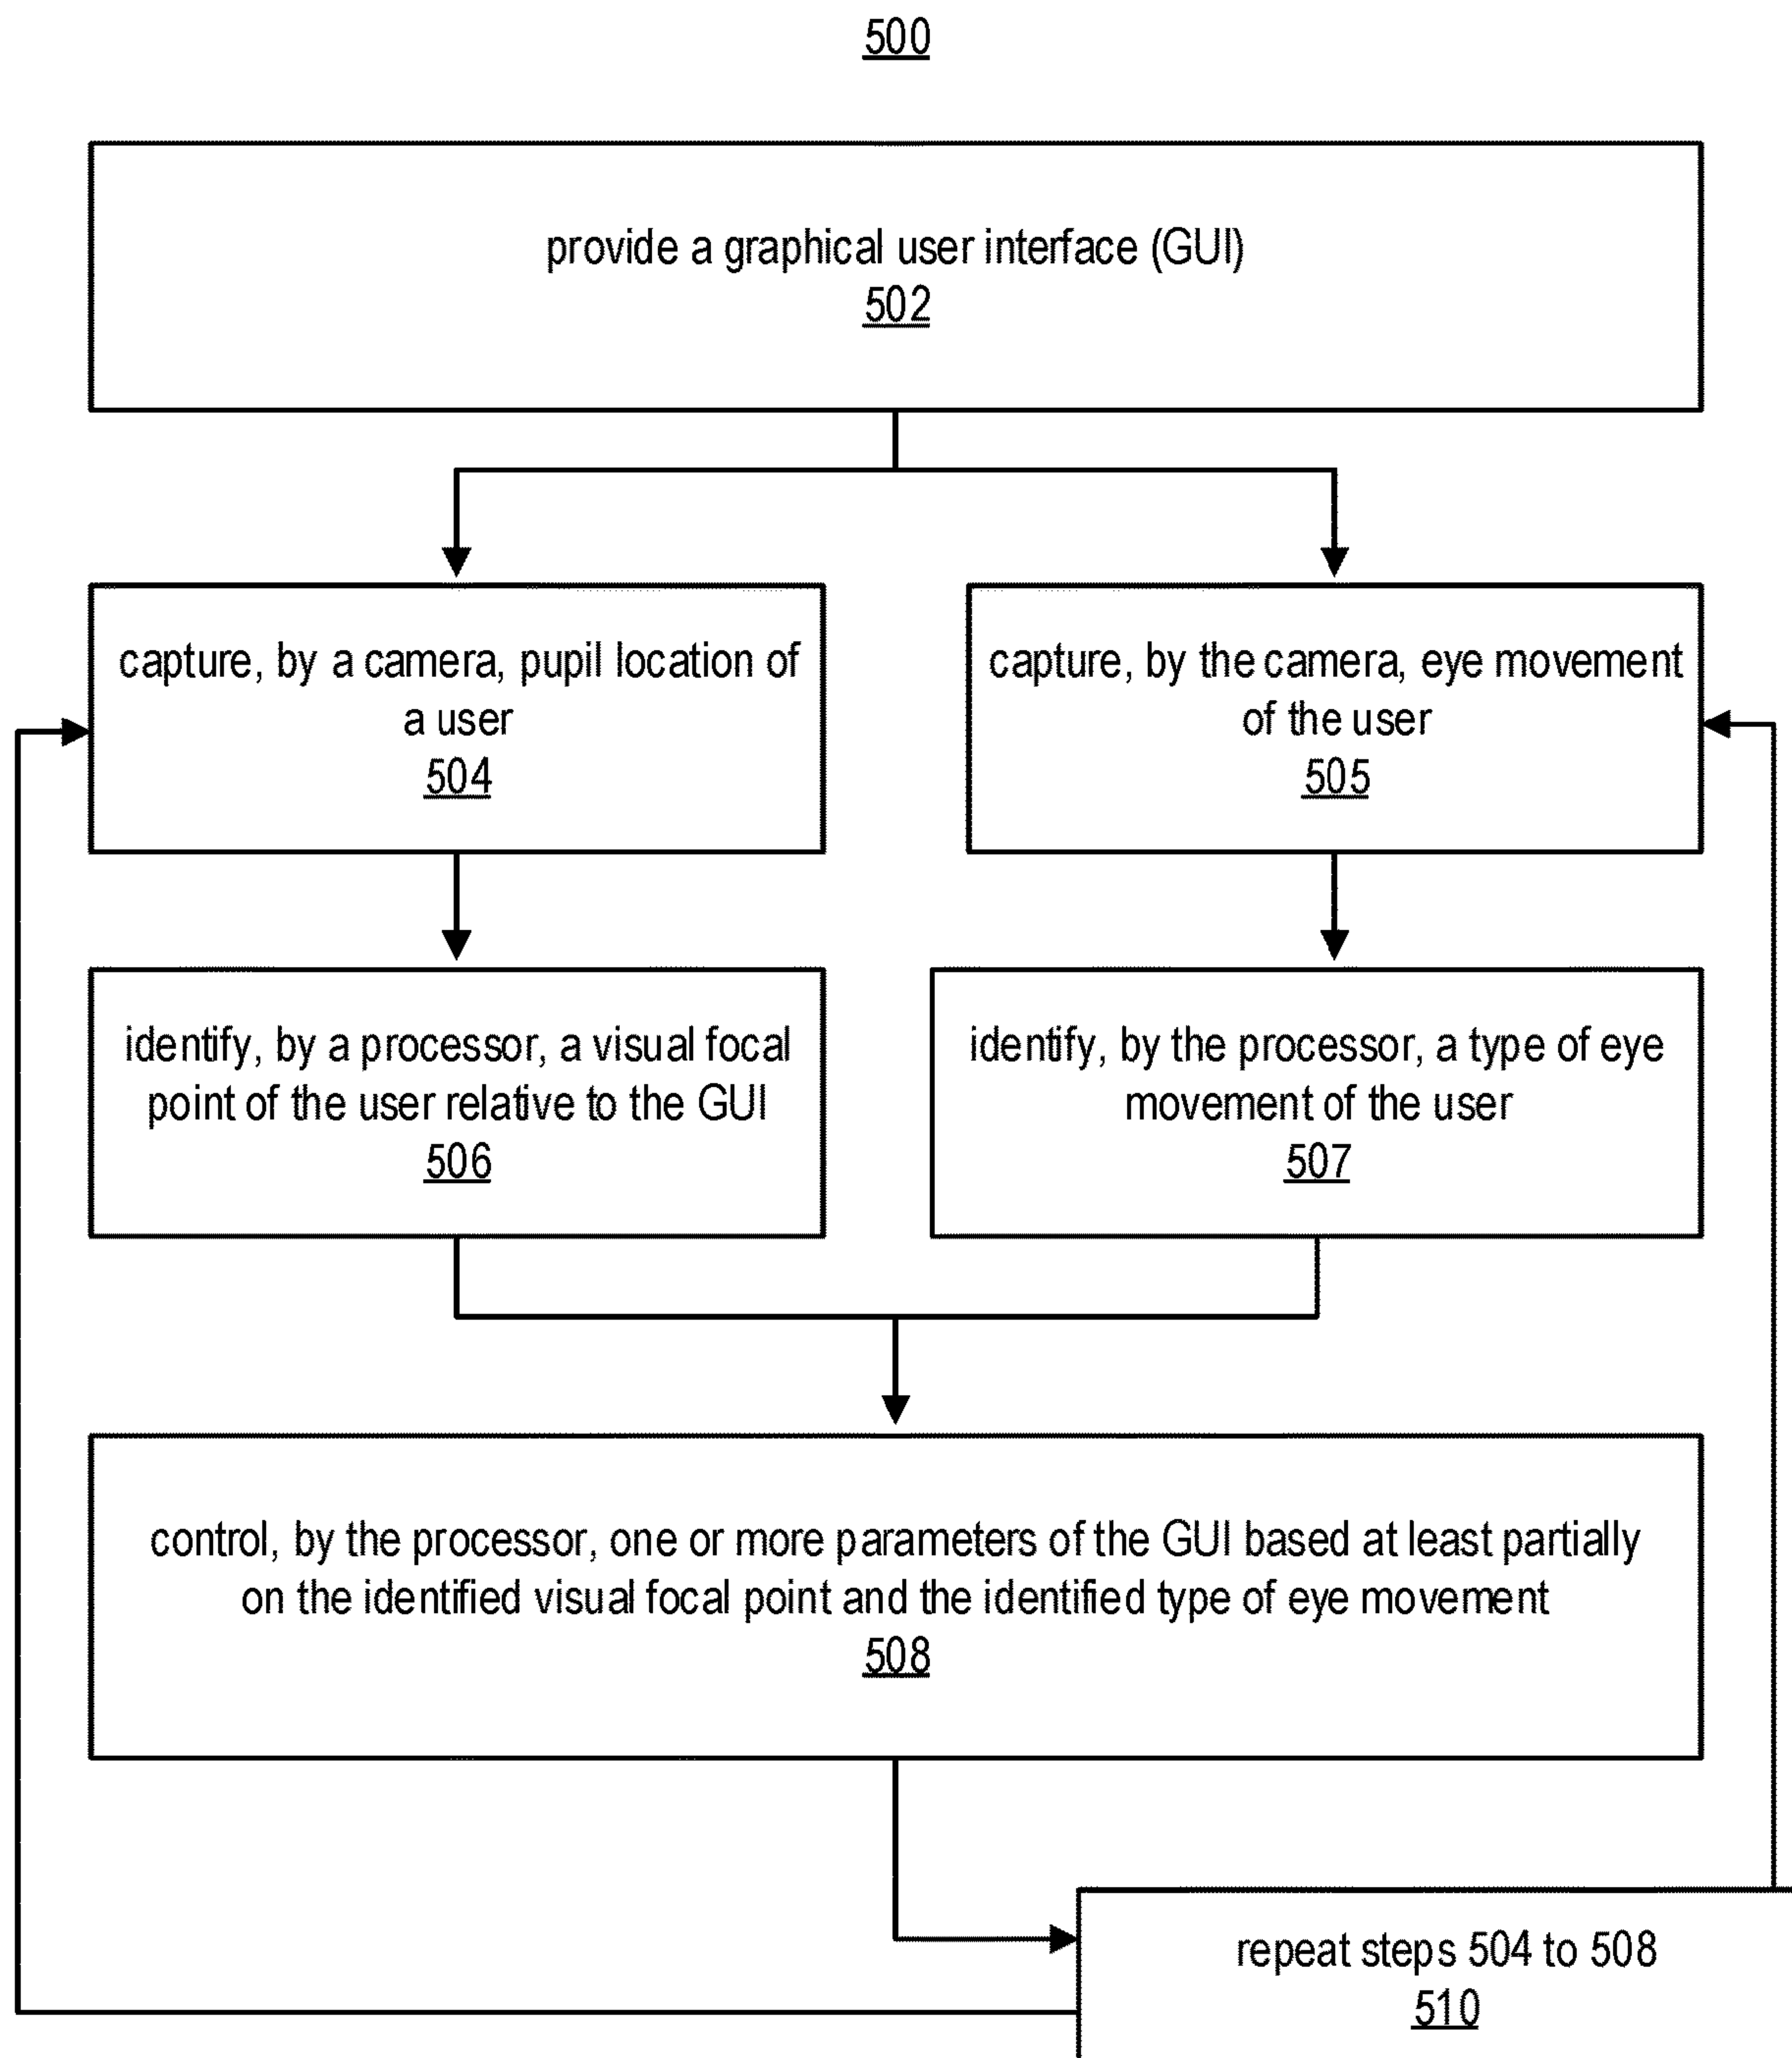 500
provide a graphical user interface (GUI)
502
capture, by a camera, pupil location of
a user
504
capture, by the camera, eye movement
of the user
505
identify, by a processor, a visual focal
point of the user relative to the GUI
506
identify, by the processor, a type of eye
movement of the user
507
control, by the processor, one or more parameters of the GUI based at least partially
on the identified visual focal point and the identified type of eye movement
508
repeat steps 504 to 508
510